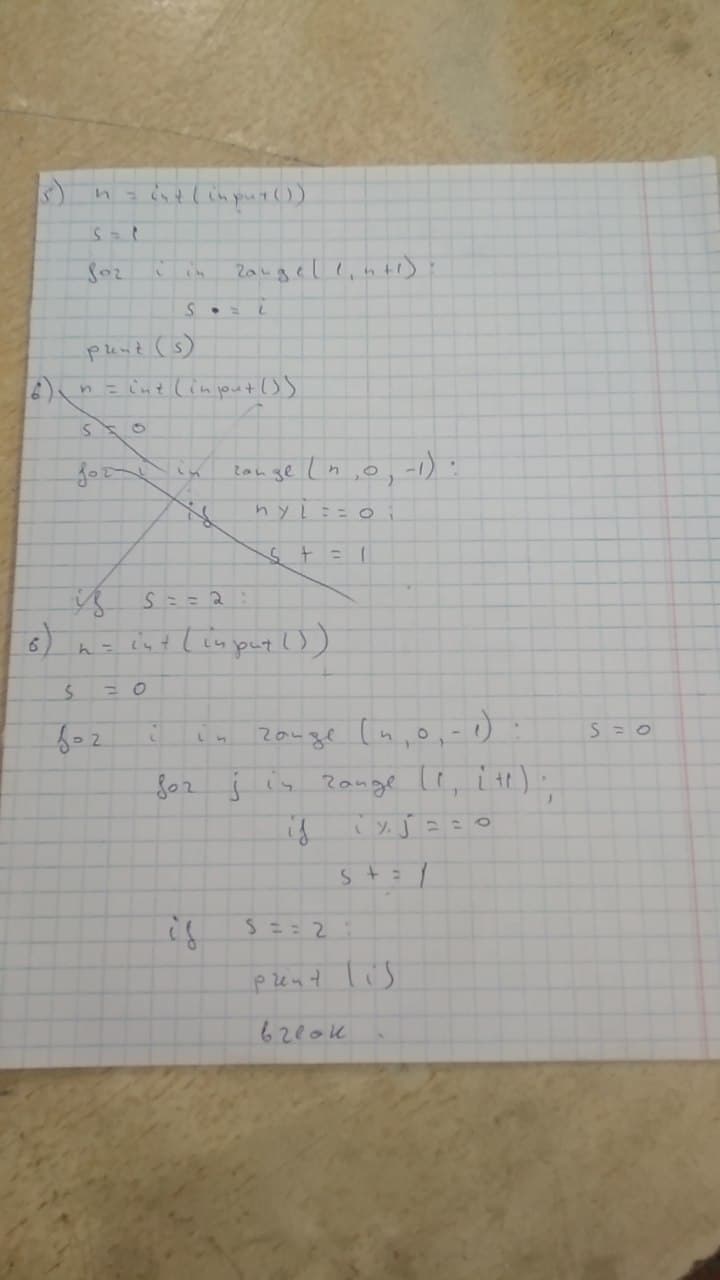 5) n = int(input())
s = 1
for i in range(1, n+1):
s • = i
print(s)
6) n = int(input())
s = 0
for i in range(n, 0, -1):
if n % i == 0:
s += 1
if s == 2:
6) n = int(input())
s = 0
for i in range(n, 0, -1): s = 0
for j in range(1, i+1):
if i % j == 0
s += 1
if s == 2:
print(i)
break